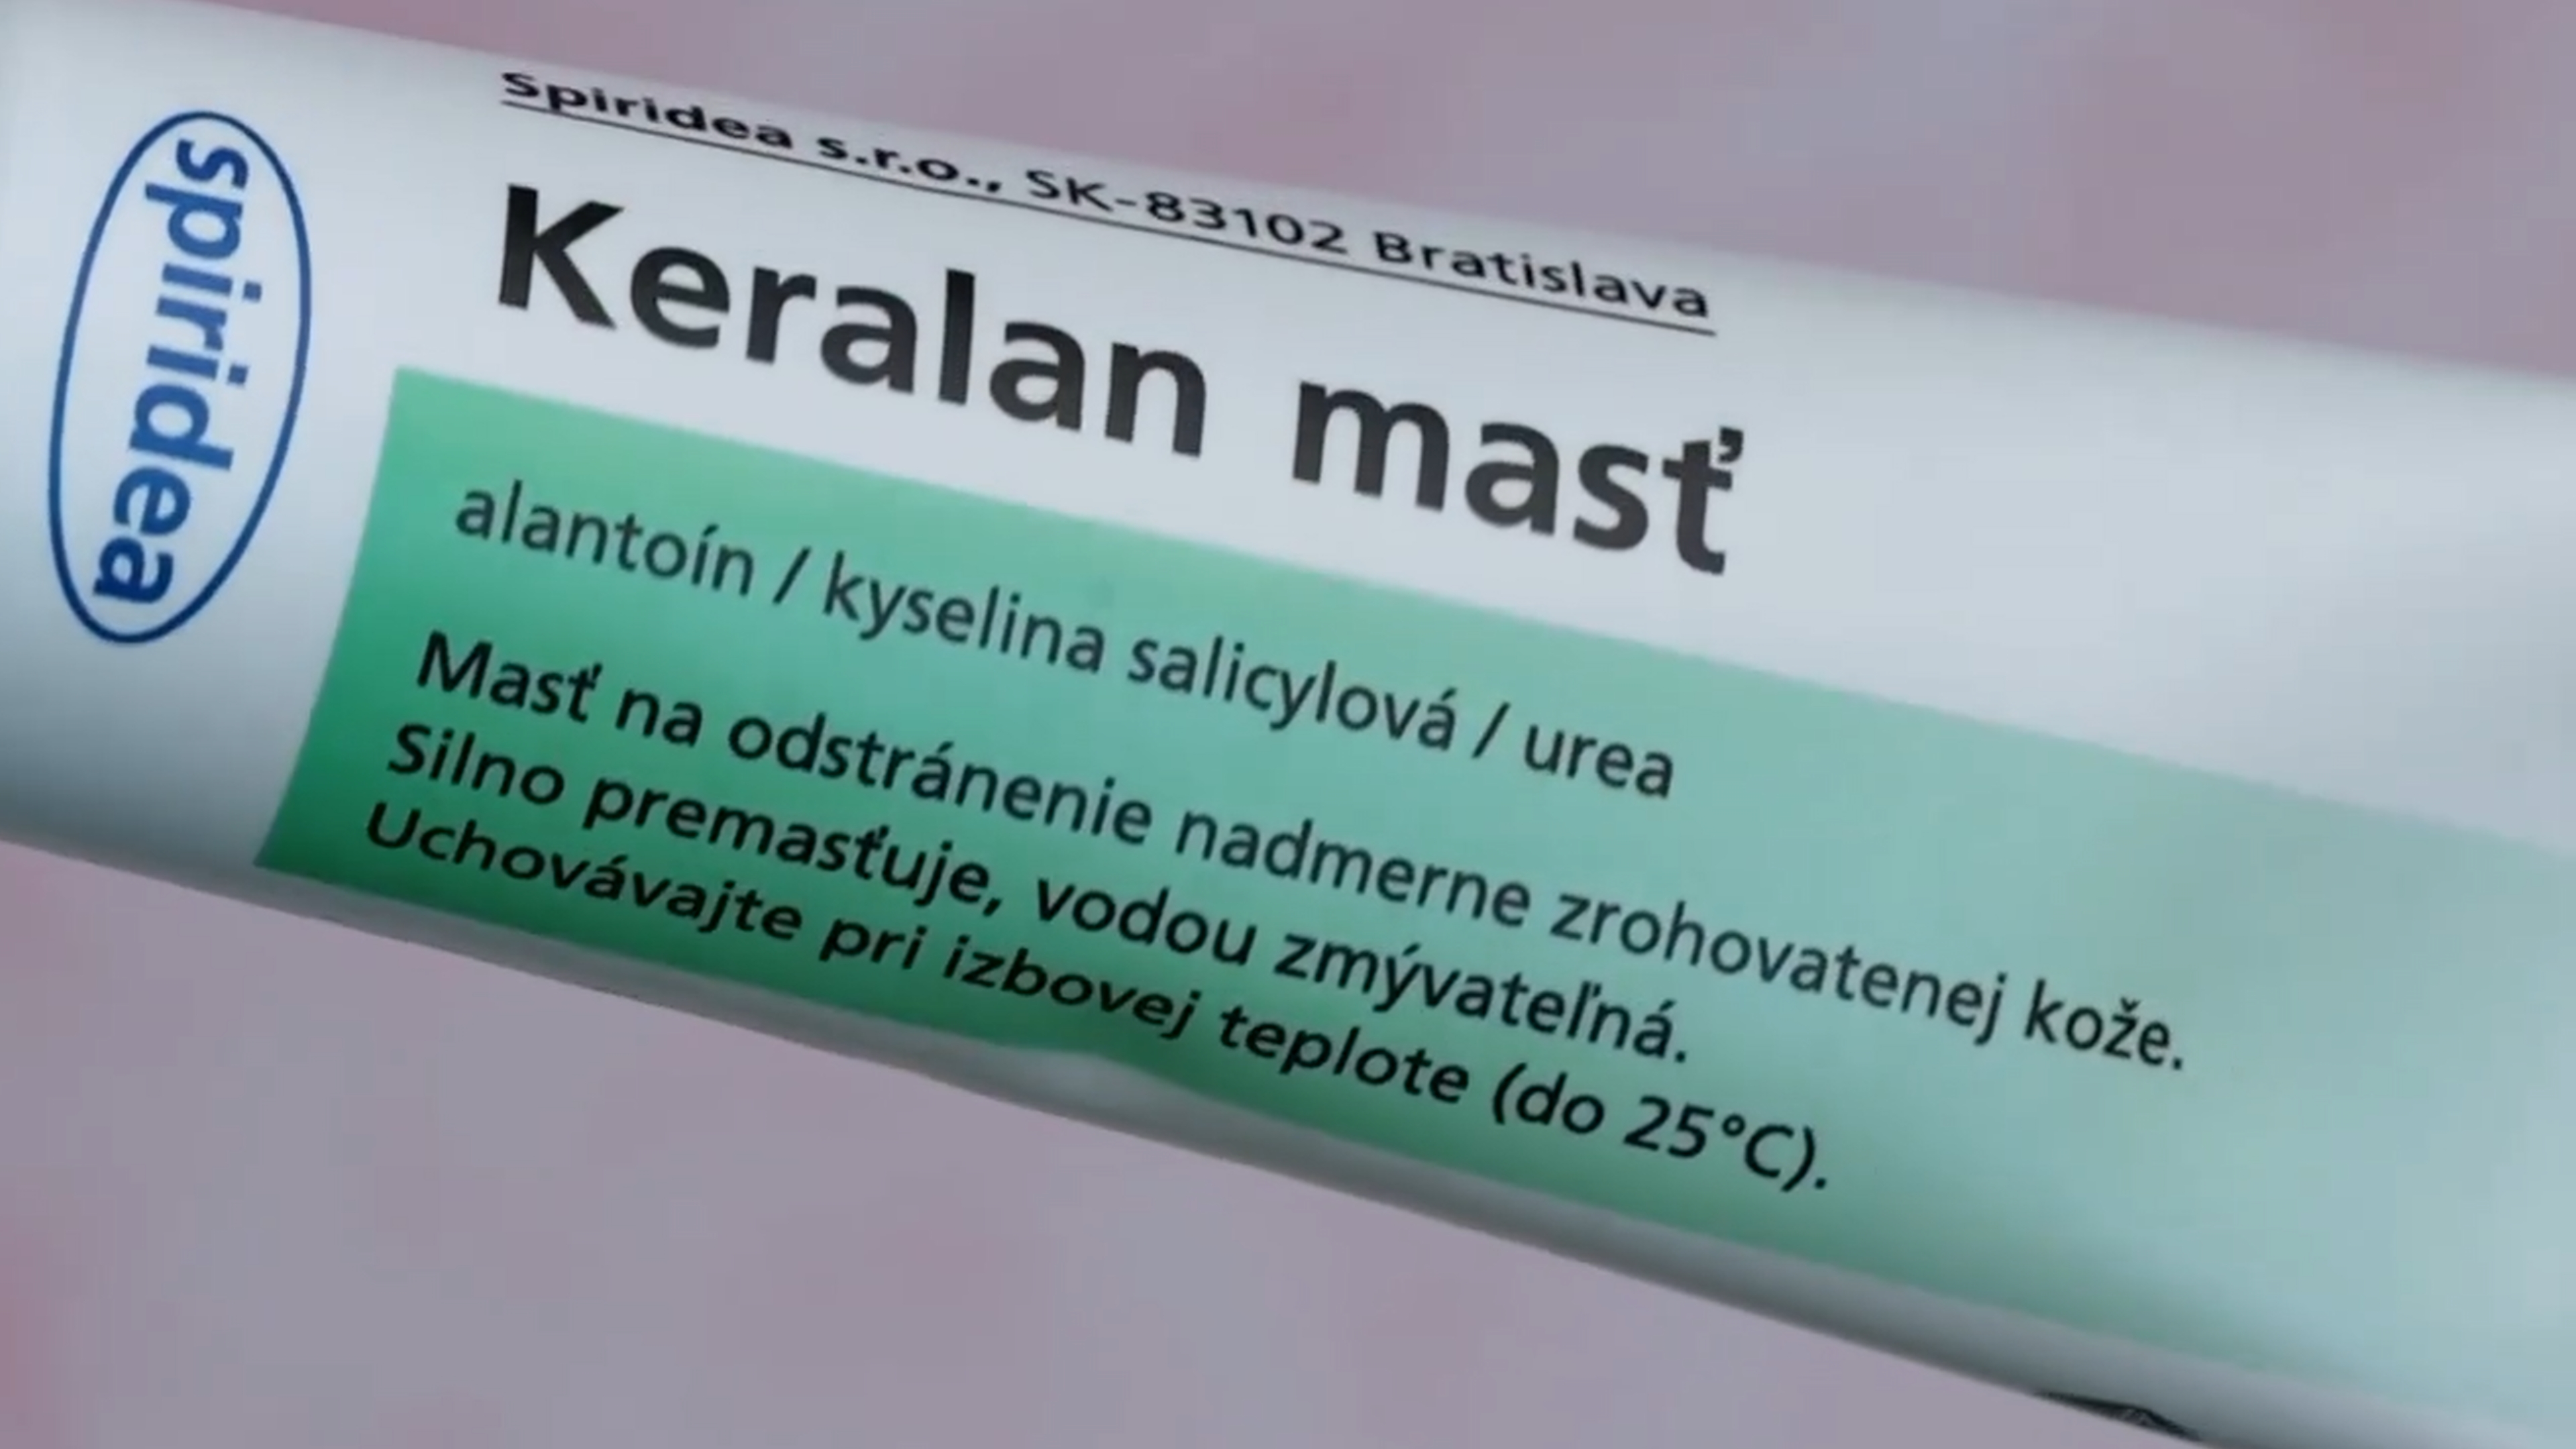 spiridea
Spiridea s.r.o., SK-83102 Bratislava
Keralan masť
alantoín / kyselina salicylová / urea
Masť na odstránenie nadmerne zrohovatenej kože.
Silno premasťuje, vodou zmývateľná.
Uchovávajte pri izbovej teplote (do 25°C).